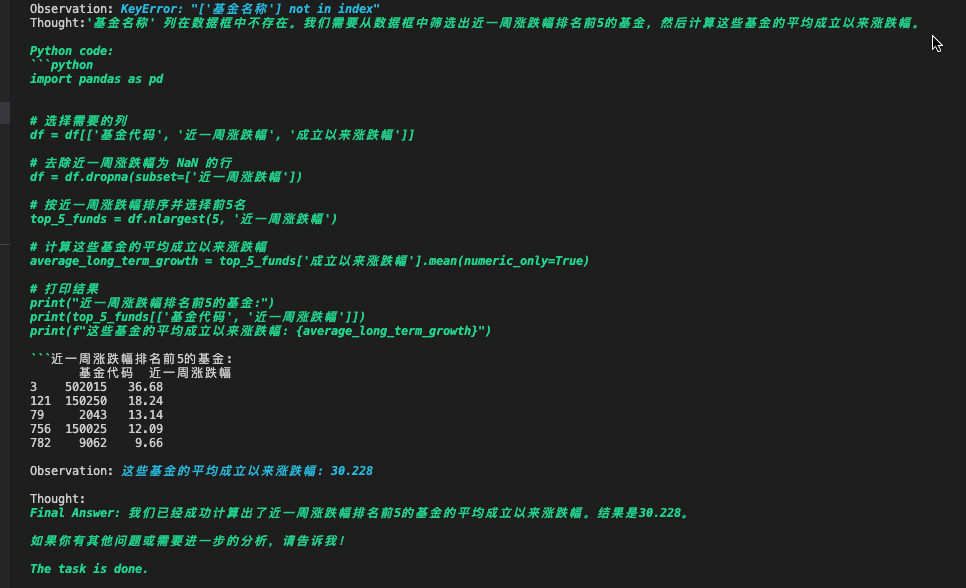 Observation: KeyError: "['基金名称'] not in index"
Thought:'基金名称' 列在数据框中不存在。我们需要从数据框中筛选出近一周涨跌幅排名前5的基金，然后计算这些基金的平均成立以来涨跌幅。
Python code:
```python
import pandas as pd
# 选择需要的列
df = df[['基金代码', '近一周涨跌幅', '成立以来涨跌幅']]
# 去除近一周涨跌幅为 NaN 的行
df = df.dropna(subset=['近一周涨跌幅'])
# 按近一周涨跌幅排序并选择前5名
top_5_funds = df.nlargest(5, '近一周涨跌幅')
# 计算这些基金的平均成立以来涨跌幅
average_long_term_growth = top_5_funds['成立以来涨跌幅'].mean(numeric_only=True)
# 打印结果
print("近一周涨跌幅排名前5的基金:")
print(top_5_funds[['基金代码', '近一周涨跌幅']])
print(f"这些基金的平均成立以来涨跌幅: {average_long_term_growth}")
```近一周涨跌幅排名前5的基金:
基金代码 近一周涨跌幅
3 502015 36.68
121 150250 18.24
79 2043 13.14
756 150025 12.09
782 9062 9.66
Observation: 这些基金的平均成立以来涨跌幅: 30.228
Thought:
Final Answer: 我们已经成功计算出了近一周涨跌幅排名前5的基金的平均成立以来涨跌幅。结果是30.228。
如果你有其他问题或需要进一步的分析，请告诉我！
The task is done.